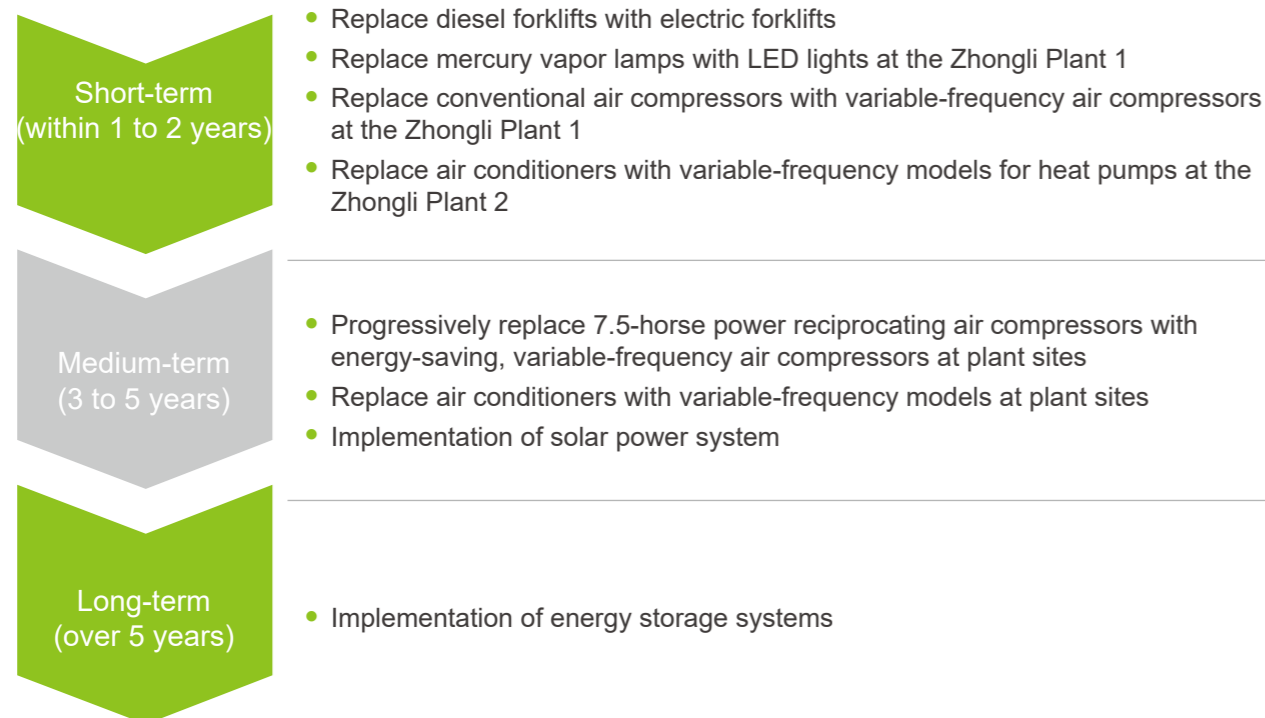 Short-term
(within 1 to 2 years)
• Replace diesel forklifts with electric forklifts
• Replace mercury vapor lamps with LED lights at the Zhongli Plant 1
• Replace conventional air compressors with variable-frequency air compressors
at the Zhongli Plant 1
• Replace air conditioners with variable-frequency models for heat pumps at the
Zhongli Plant 2
Medium-term
(3 to 5 years)
• Progressively replace 7.5-horse power reciprocating air compressors with
energy-saving, variable-frequency air compressors at plant sites
• Replace air conditioners with variable-frequency models at plant sites
• Implementation of solar power system
Long-term
(over 5 years)
• Implementation of energy storage systems